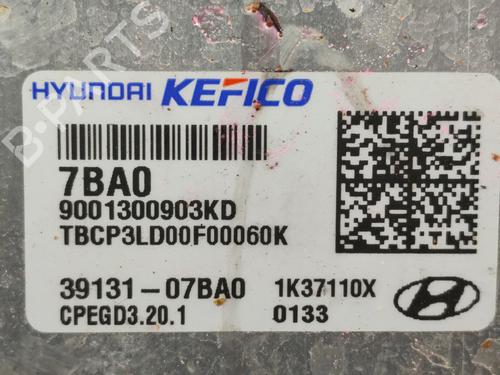 HYUNDAI KEFICO
7BA0
9001300903KD
TBCP3LD00F00060K
39131-07BA0 1K37110X
CPEGD3.20.1 0133
B-PARTS